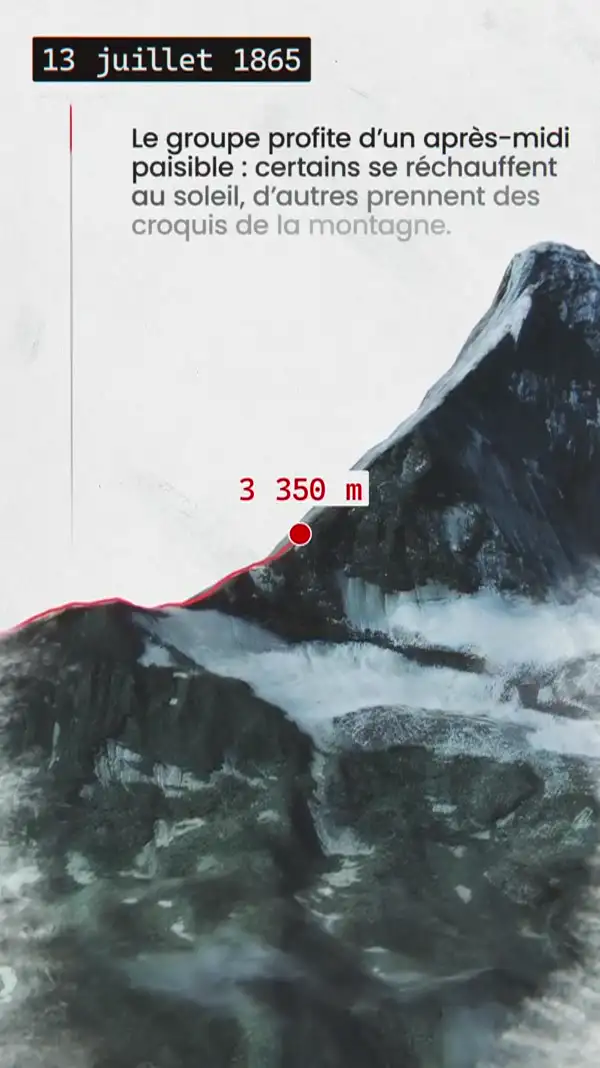 13 juillet 1865
Le groupe profite d’un après-midi
paisible : certains se réchauffent
au soleil, d’autres prennent des
croquis de la montagne.
3 350 m